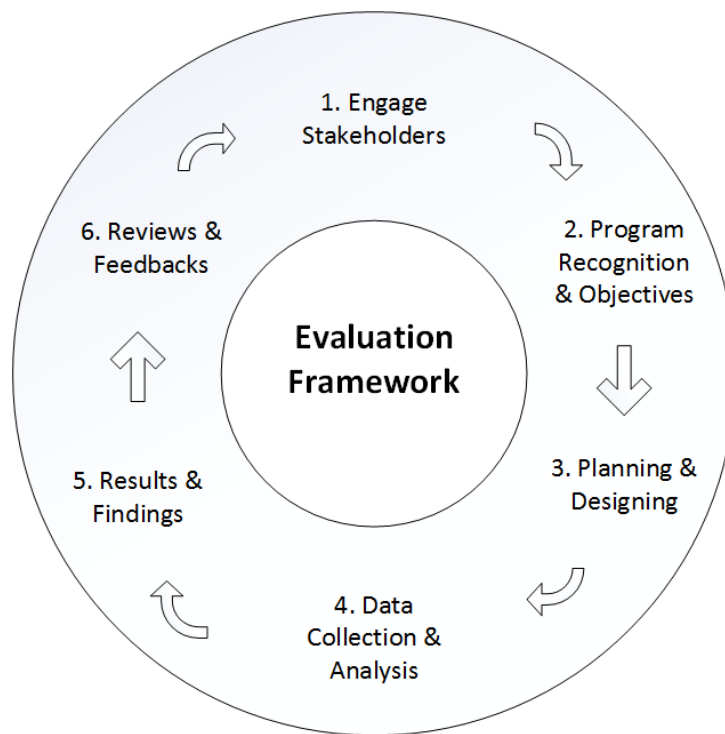 1. Engage
Stakeholders
2. Program
Recognition
& Objectives
3. Planning &
Designing
4. Data
Collection &
Analysis
5. Results &
Findings
6. Reviews &
Feedbacks
Evaluation
Framework